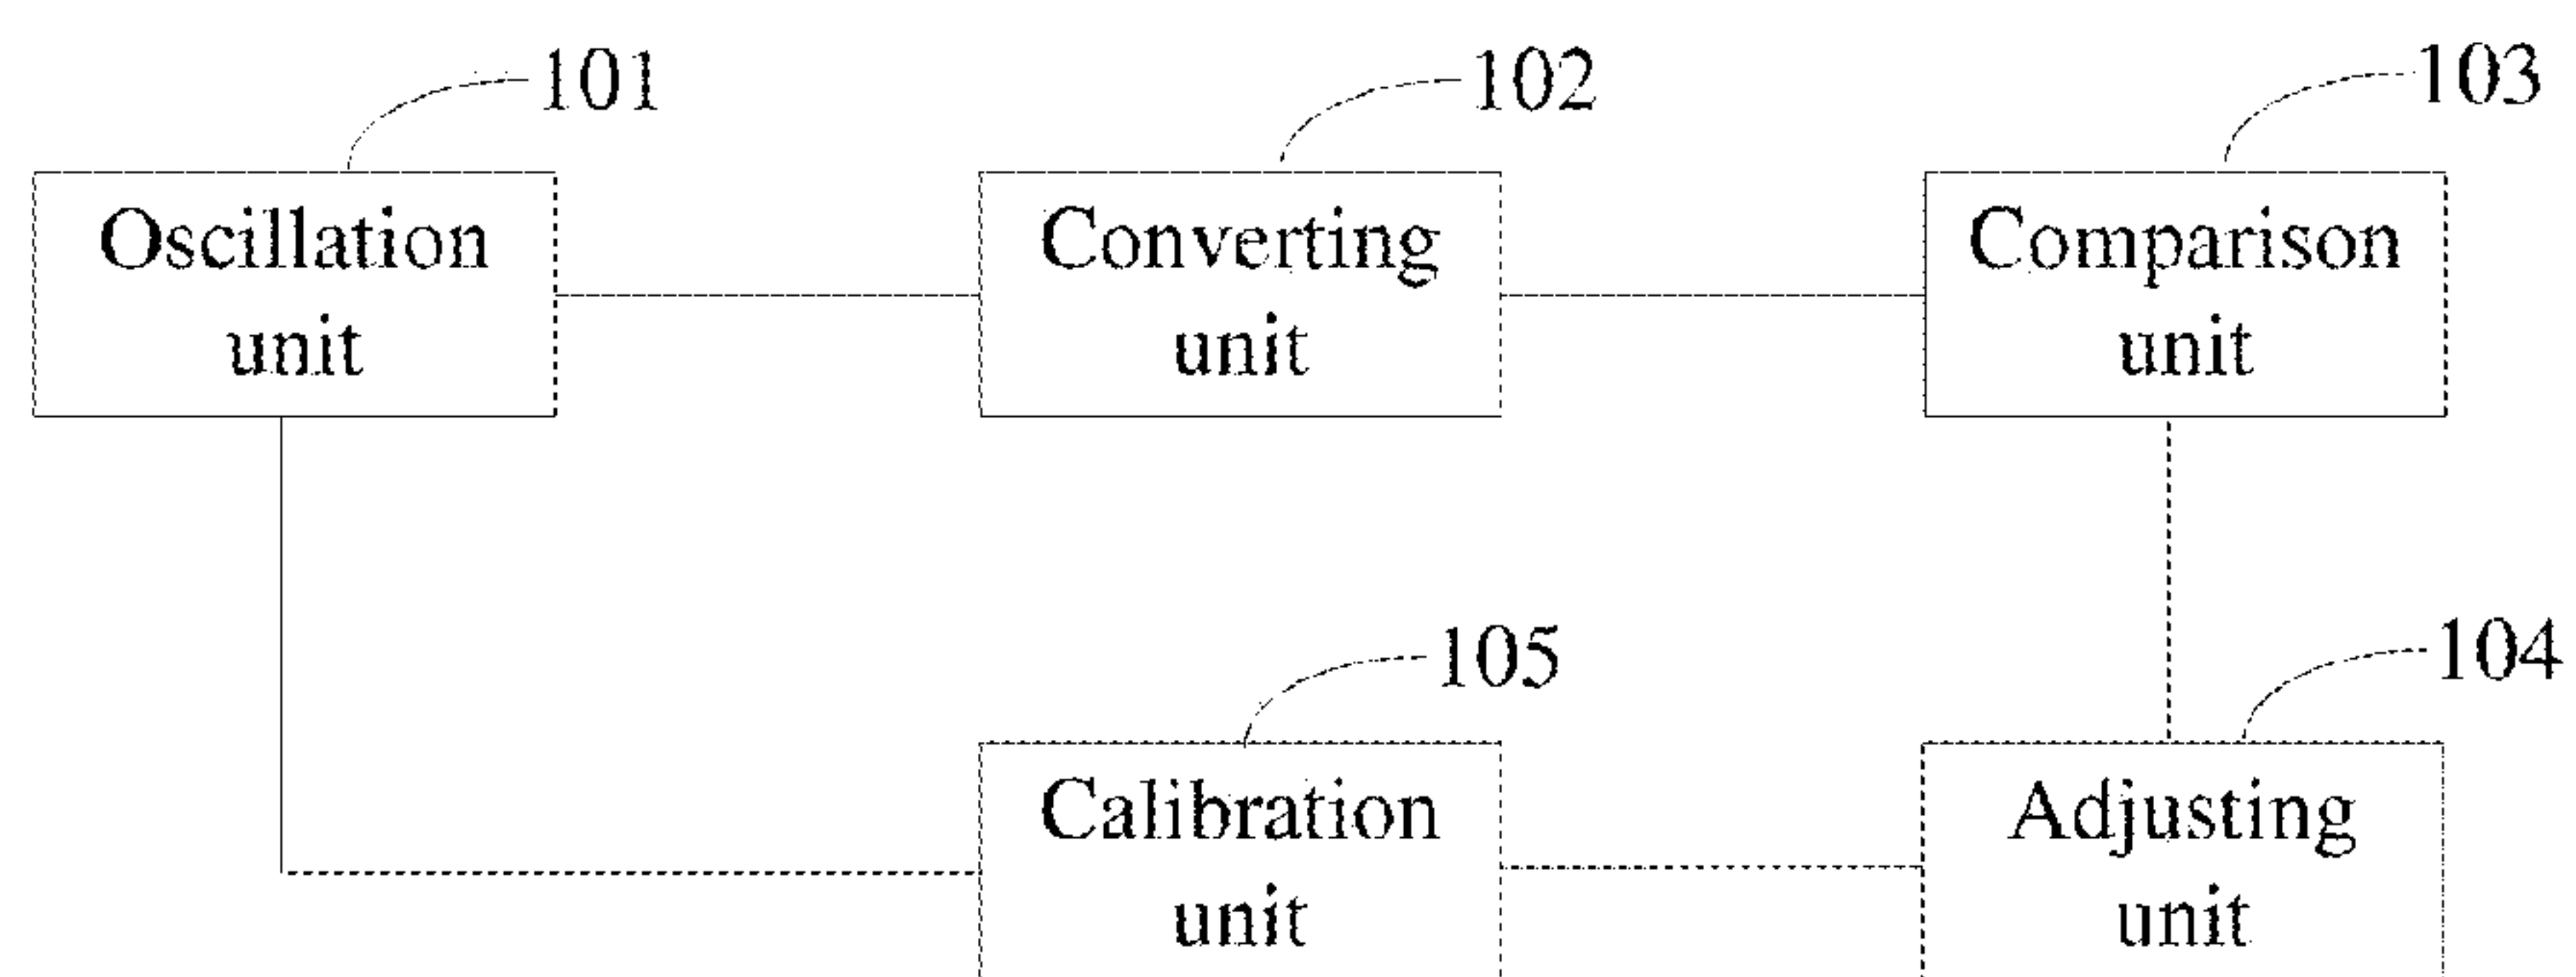 101
102
103
Oscillation
unit
Converting
unit
Comparison
unit
105
104
Calibration
unit
Adjusting
unit